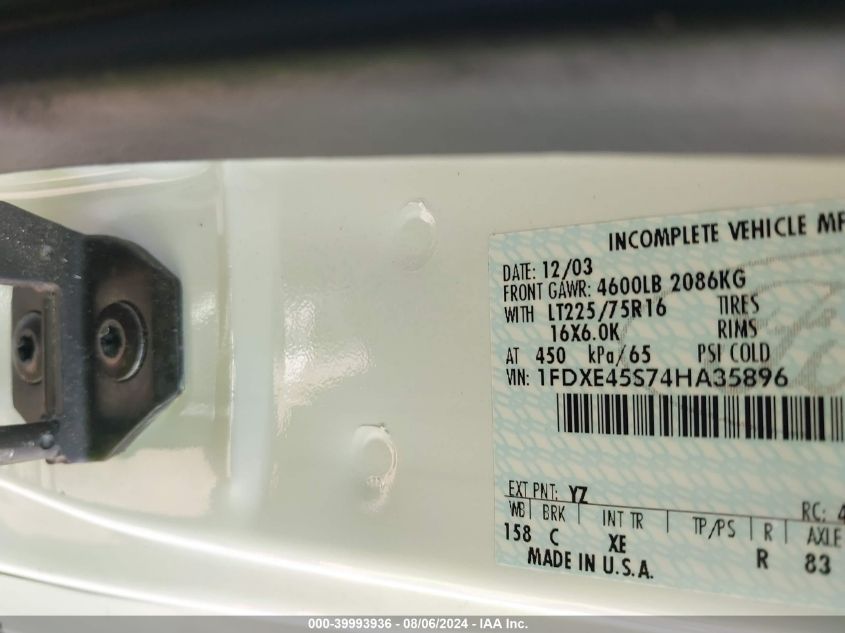 INCOMPLETE VEHICLE MF
DATE: 12/03
FRONT GAWR: 4600LB 2086KG
WITH LT225/75R16 TIRES
16X6.0K RIMS
AT 450 kPa/65 PSI COLD
VIN: 1FDXE45S74HA35896
EXT PNT: YZ RC: 4
WB BRK INT TR TP/PS R AXLE
158 C XE R 83
MADE IN U.S.A.
000-39993936 - 08/06/2024 - IAA Inc.